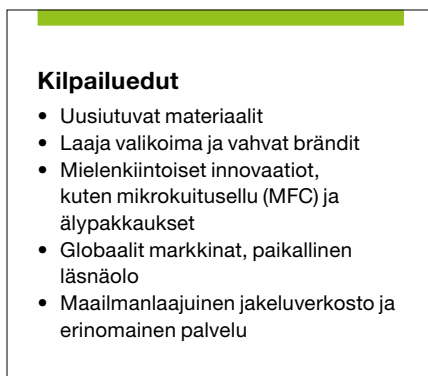 Kilpailuedut
• Uusiutuvat materiaalit
• Laaja valikoima ja vahvat brändit
• Mielenkiintoiset innovaatiot,
kuten mikrokuitusellu (MFC) ja
älypakkaukset
• Globaalit markkinat, paikallinen
läsnäolo
• Maailmanlaajuinen jakeluverkosto ja
erinomainen palvelu